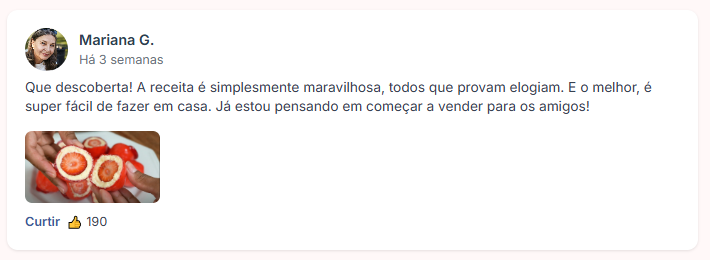 Mariana G.
Há 3 semanas
Que descoberta! A receita é simplesmente maravilhosa, todos que provam elogiam. E o melhor, é
super fácil de fazer em casa. Já estou pensando em começar a vender para os amigos!
Curtir 👍 190